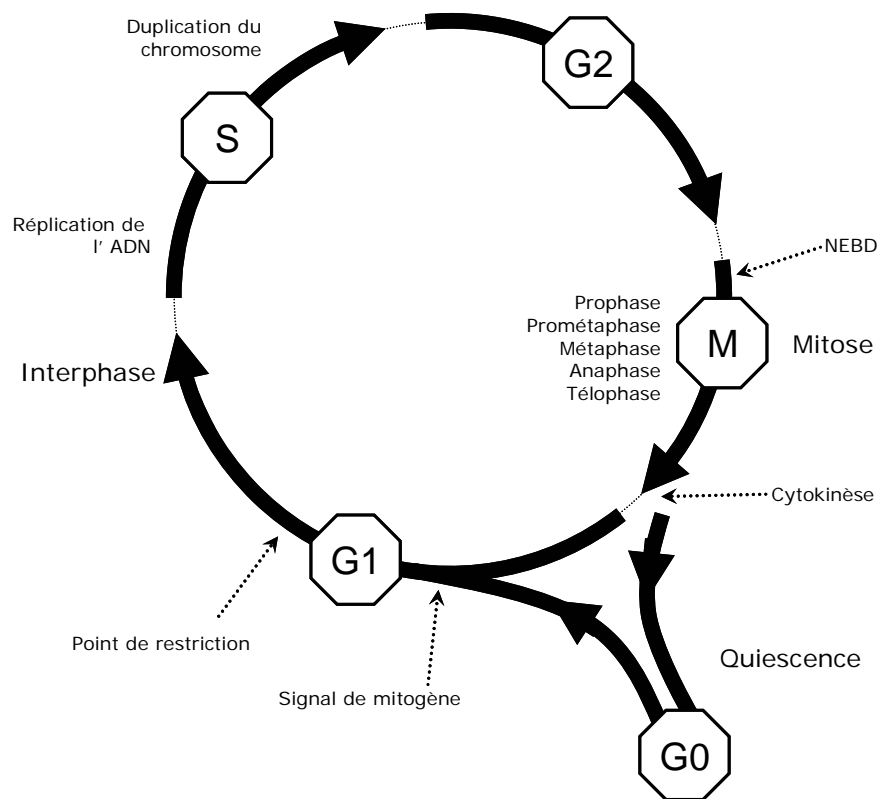 Duplication du
chromosome
G2
S
Réplication de
l' ADN
NEBD
Prophase
Prométaphase
Métaphase
Anaphase
Télophase
M
Mitose
Interphase
Cytokinèse
G1
Point de restriction
Quiescence
Signal de mitogène
G0